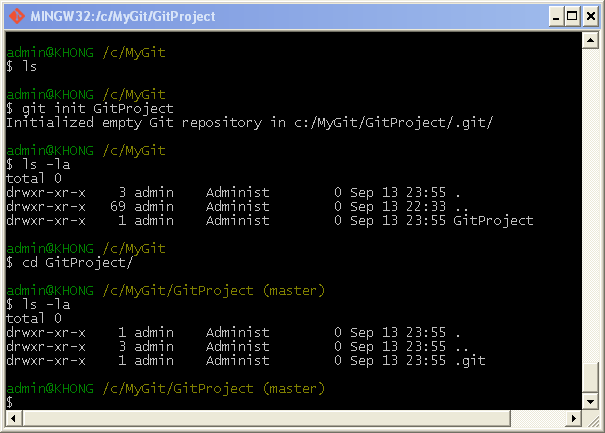 MINGW32:/c/MyGit/GitProject
admin@KHONG /c/MyGit
$ ls
admin@KHONG /c/MyGit
$ git init GitProject
Initialized empty Git repository in c:/MyGit/GitProject/.git/
admin@KHONG /c/MyGit
$ ls -la
total 0
drwxr-xr-x    3 admin    Administ        0 Sep 13 23:55 .
drwxr-xr-x   69 admin    Administ        0 Sep 13 22:33 ..
drwxr-xr-x    1 admin    Administ        0 Sep 13 23:55 GitProject
admin@KHONG /c/MyGit
$ cd GitProject/
admin@KHONG /c/MyGit/GitProject (master)
$ ls -la
total 0
drwxr-xr-x    1 admin    Administ        0 Sep 13 23:55 .
drwxr-xr-x    3 admin    Administ        0 Sep 13 23:55 ..
drwxr-xr-x    1 admin    Administ        0 Sep 13 23:55 .git
admin@KHONG /c/MyGit/GitProject (master)
$